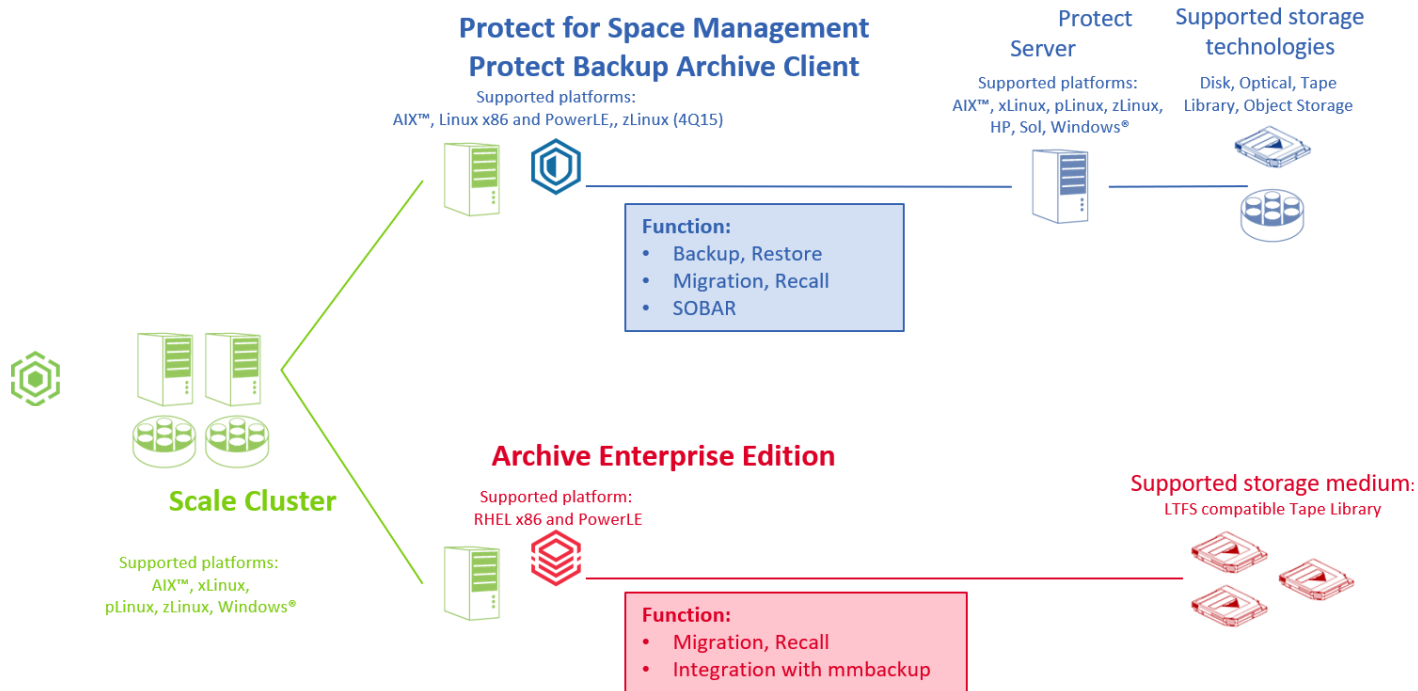 Protect for Space Management
Protect Backup Archive Client
Supported platforms:
AIX™, Linux x86 and PowerLE,, zLinux (4Q15)
Protect
Server
Supported platforms:
AIX™, xLinux, pLinux, zLinux,
HP, Sol, Windows®
Supported storage
technologies
Disk, Optical, Tape
Library, Object Storage
Function:
• Backup, Restore
• Migration, Recall
• SOBAR
Scale Cluster
Supported platforms:
AIX™, xLinux,
pLinux, zLinux, Windows®
Archive Enterprise Edition
Supported platform:
RHEL x86 and PowerLE
Supported storage medium:
LTFS compatible Tape Library
Function:
• Migration, Recall
• Integration with mmbackup